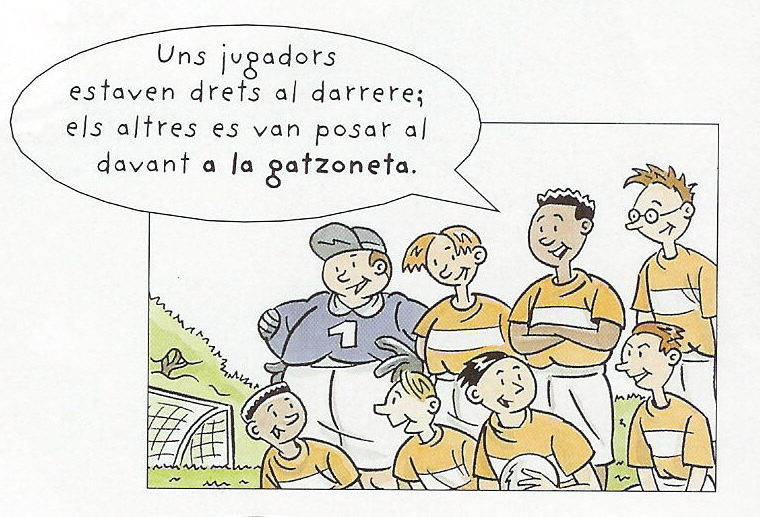 Uns jugadors
estaven drets al darrere;
els altres es van posar al
davant a la gatzoneta.
1